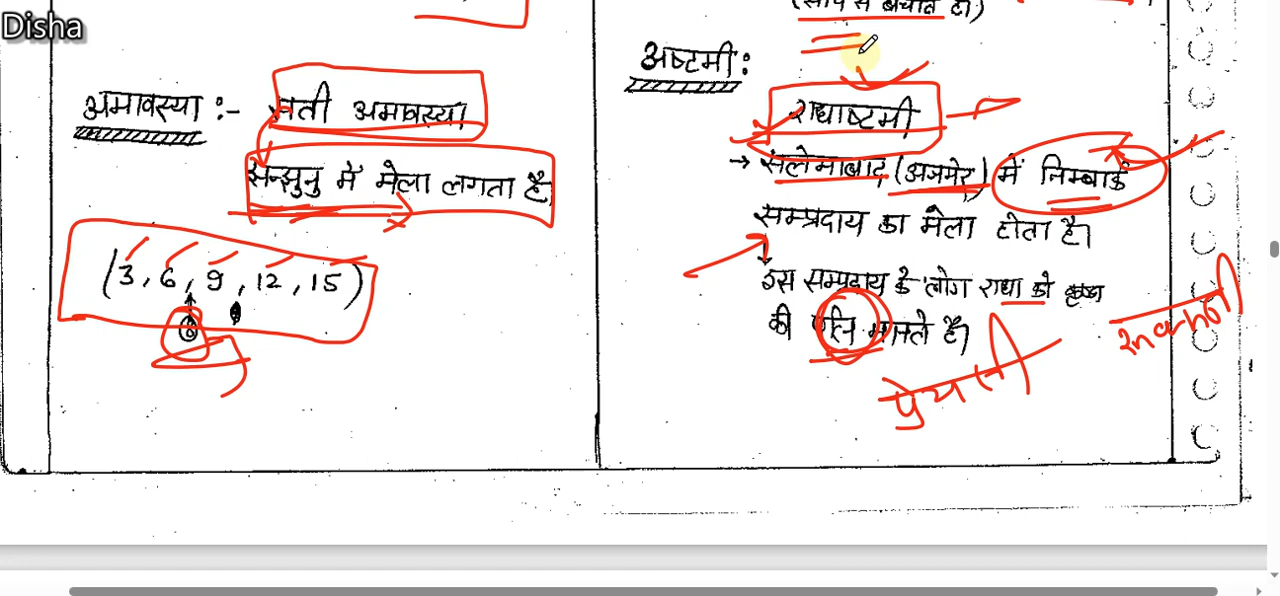 Disha
अमावस्या :- सती अमावस्या
झुन्झुनु में मेला लगता है
(3, 6, 9, 12, 15)
अष्टमी:
राधाष्टमी
→ सलेमाबाद (अजमेर) में निम्बार्क
सम्प्रदाय का मेला होता है।
इस सम्प्रदाय के लोग राधा को कृष्ण
की पत्नि मानते है।
प्रेयसी